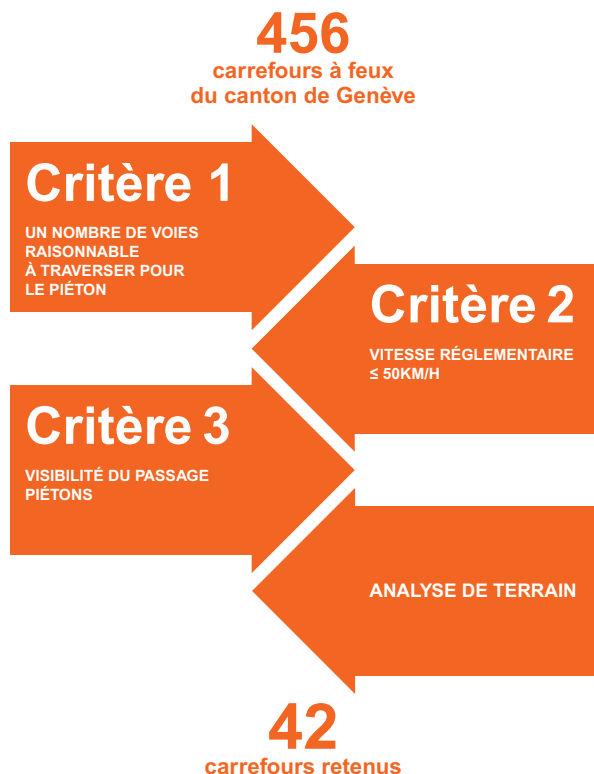 456
carrefours à feux
du canton de Genève
Critère 1
UN NOMBRE DE VOIES
RAISONNABLE
À TRAVERSER POUR
LE PIÉTON
Critère 2
VITESSE RÉGLEMENTAIRE
≤ 50KM/H
Critère 3
VISIBILITÉ DU PASSAGE
PIÉTONS
ANALYSE DE TERRAIN
42
carrefours retenus